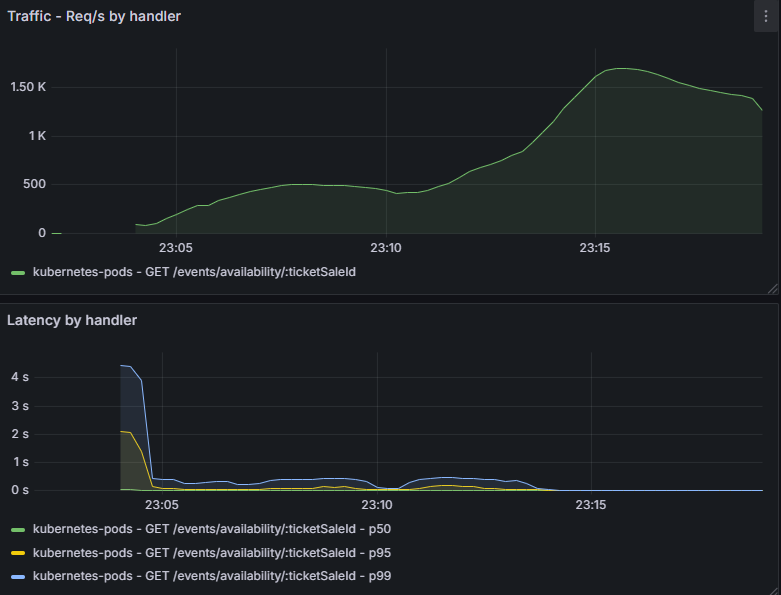 Traffic - Req/s by handler
1.50 K
1 K
500
0
23:05 23:10 23:15
kubernetes-pods - GET /events/availability/:ticketSaleId
Latency by handler
4 s
3 s
2 s
1 s
0 s
23:05 23:10 23:15
kubernetes-pods - GET /events/availability/:ticketSaleId - p50
kubernetes-pods - GET /events/availability/:ticketSaleId - p95
kubernetes-pods - GET /events/availability/:ticketSaleId - p99